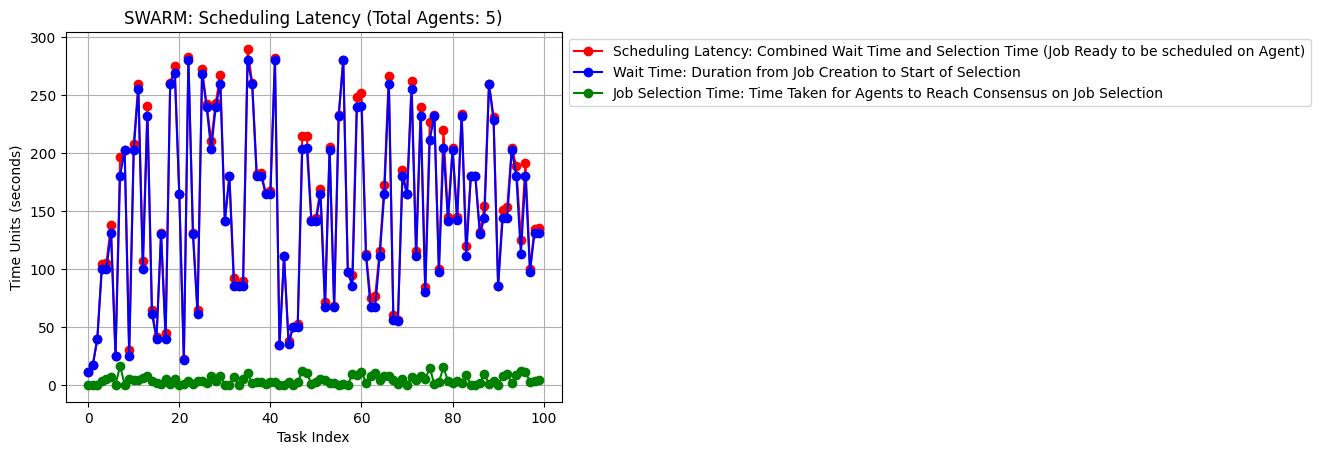 SWARM: Scheduling Latency (Total Agents: 5)
Scheduling Latency: Combined Wait Time and Selection Time (Job Ready to be scheduled on Agent)
Wait Time: Duration from Job Creation to Start of Selection
Job Selection Time: Time Taken for Agents to Reach Consensus on Job Selection
Time Units (seconds)
300
250
200
150
100
50
0
0 20 40 60 80 100
Task Index